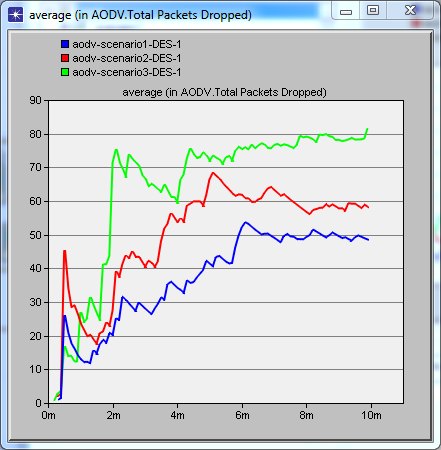 average (in AODV.Total Packets Dropped)
aodv-scenario1-DES-1
aodv-scenario2-DES-1
aodv-scenario3-DES-1
average (in AODV.Total Packets Dropped)
90
80
70
60
50
40
30
20
10
0
0m 2m 4m 6m 8m 10m